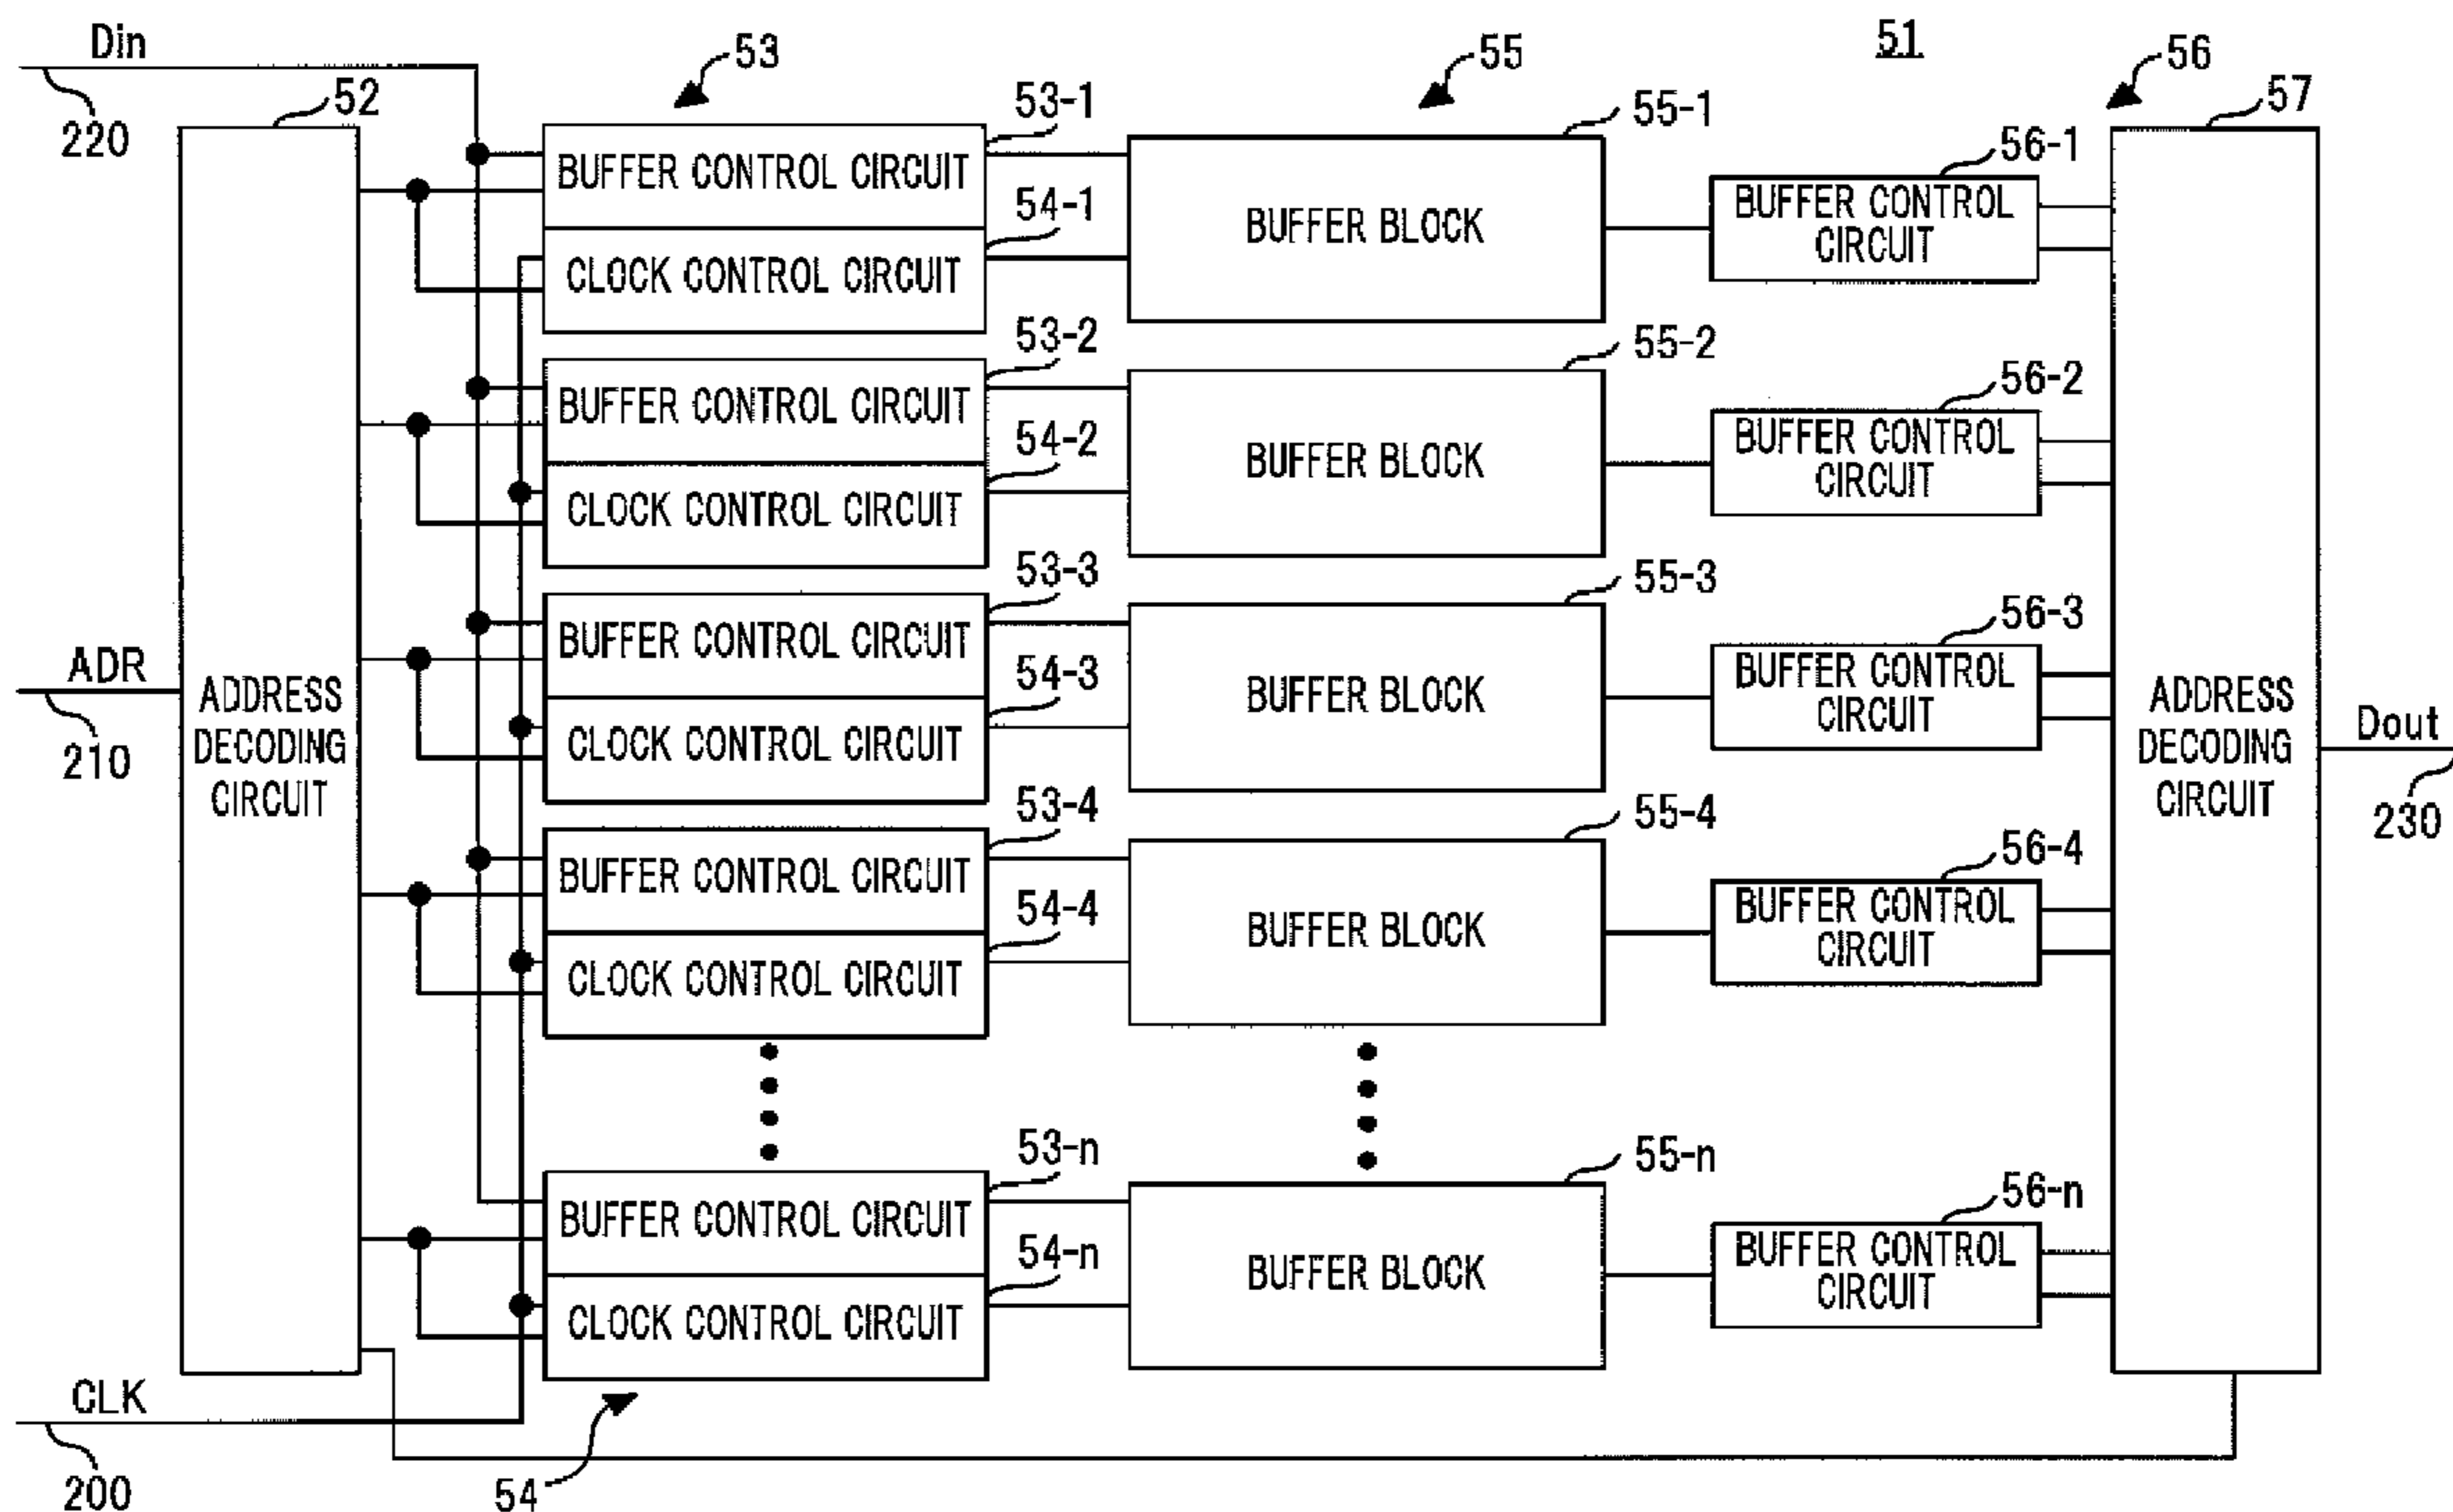 Din
220
52
53
55
51
56
57
53-1
BUFFER CONTROL CIRCUIT
54-1
CLOCK CONTROL CIRCUIT
55-1
BUFFER BLOCK
56-1
BUFFER CONTROL
CIRCUIT
53-2
BUFFER CONTROL CIRCUIT
54-2
CLOCK CONTROL CIRCUIT
55-2
BUFFER BLOCK
56-2
BUFFER CONTROL
CIRCUIT
53-3
BUFFER CONTROL CIRCUIT
54-3
CLOCK CONTROL CIRCUIT
55-3
BUFFER BLOCK
56-3
BUFFER CONTROL
CIRCUIT
ADR
210
ADDRESS
DECODING
CIRCUIT
ADDRESS
DECODING
CIRCUIT
Dout
230
53-4
BUFFER CONTROL CIRCUIT
54-4
CLOCK CONTROL CIRCUIT
55-4
BUFFER BLOCK
56-4
BUFFER CONTROL
CIRCUIT
53-n
BUFFER CONTROL CIRCUIT
54-n
CLOCK CONTROL CIRCUIT
55-n
BUFFER BLOCK
56-n
BUFFER CONTROL
CIRCUIT
CLK
200
54